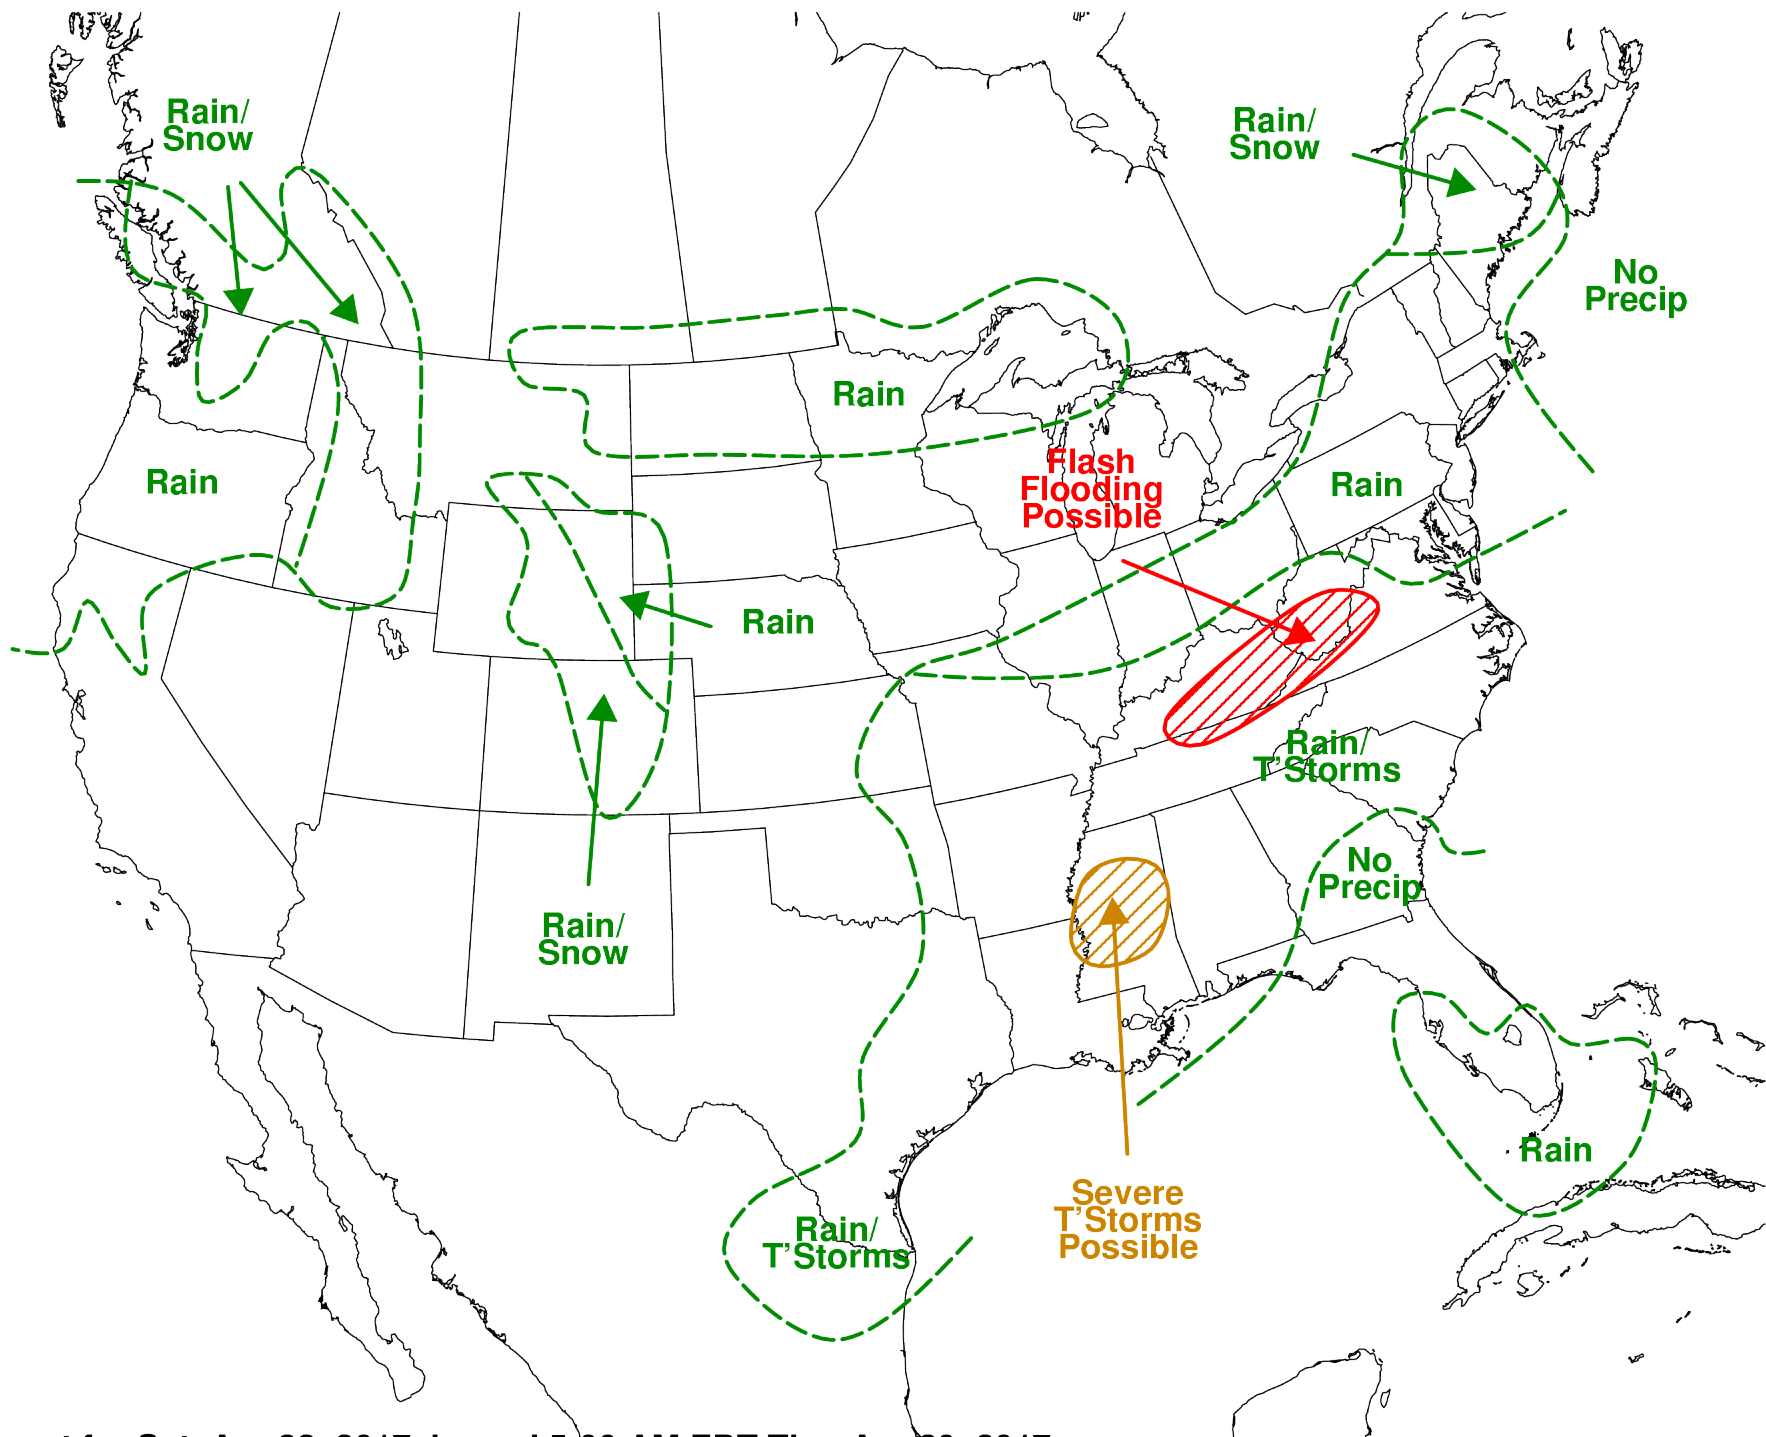 Rain/
Snow
Rain/
Snow
No
Precip
Rain
Rain
Flash
Flooding
Possible
Rain
Rain
Rain/
T'Storms
No
Precip
Rain/
Snow
Rain
Severe
T'Storms
Possible
Rain/
T'Storms